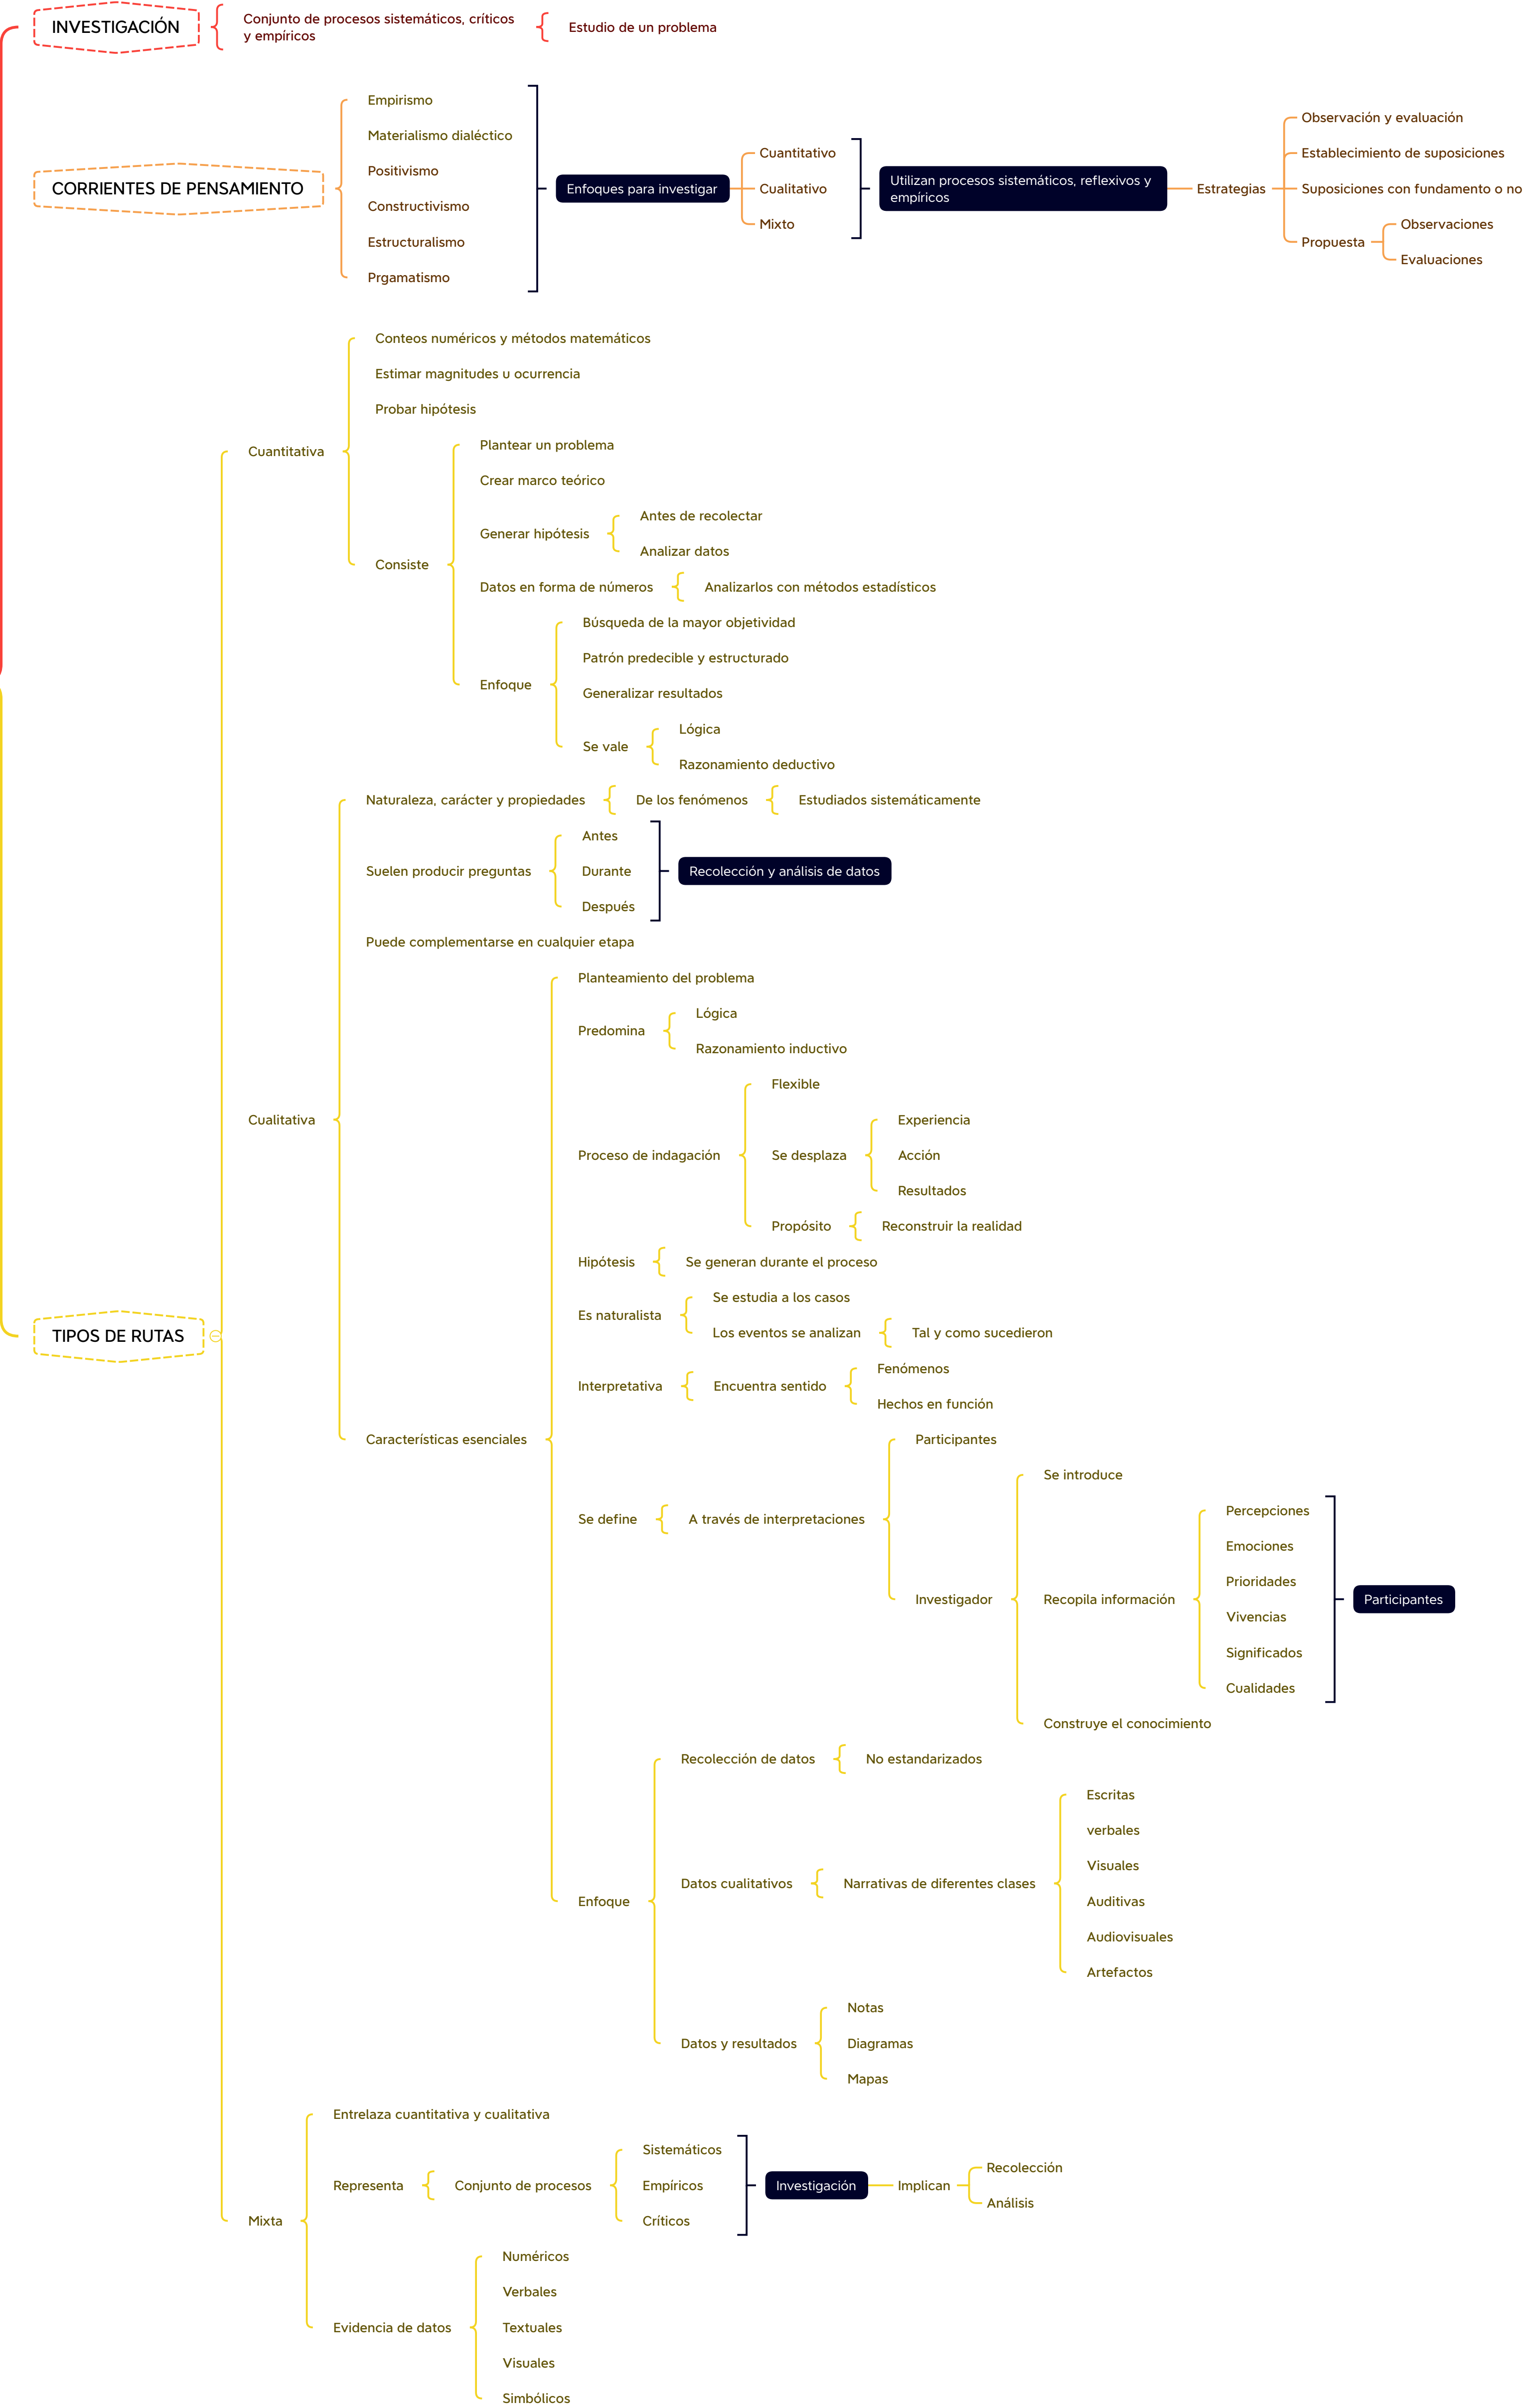 INVESTIGACIÓN
Conjunto de procesos sistemáticos, críticos
y empíricos
Estudio de un problema
CORRIENTES DE PENSAMIENTO
Empirismo
Materialismo dialéctico
Positivismo
Constructivismo
Estructuralismo
Prgamatismo
Enfoques para investigar
Cuantitativo
Cualitativo
Mixto
Utilizan procesos sistemáticos, reflexivos y
empíricos
Estrategias
Observación y evaluación
Establecimiento de suposiciones
Suposiciones con fundamento o no
Propuesta
Observaciones
Evaluaciones
TIPOS DE RUTAS
Cuantitativa
Conteos numéricos y métodos matemáticos
Estimar magnitudes u ocurrencia
Probar hipótesis
Consiste
Plantear un problema
Crear marco teórico
Generar hipótesis
Antes de recolectar
Analizar datos
Datos en forma de números
Analizarlos con métodos estadísticos
Enfoque
Búsqueda de la mayor objetividad
Patrón predecible y estructurado
Generalizar resultados
Se vale
Lógica
Razonamiento deductivo
Cualitativa
Naturaleza, carácter y propiedades
De los fenómenos
Estudiados sistemáticamente
Suelen producir preguntas
Antes
Durante
Después
Recolección y análisis de datos
Puede complementarse en cualquier etapa
Características esenciales
Planteamiento del problema
Predomina
Lógica
Razonamiento inductivo
Proceso de indagación
Flexible
Se desplaza
Experiencia
Acción
Resultados
Propósito
Reconstruir la realidad
Hipótesis
Se generan durante el proceso
Es naturalista
Se estudia a los casos
Los eventos se analizan
Tal y como sucedieron
Interpretativa
Encuentra sentido
Fenómenos
Hechos en función
Se define
A través de interpretaciones
Participantes
Investigador
Se introduce
Recopila información
Percepciones
Emociones
Prioridades
Vivencias
Significados
Cualidades
Participantes
Construye el conocimiento
Enfoque
Recolección de datos
No estandarizados
Datos cualitativos
Narrativas de diferentes clases
Escritas
verbales
Visuales
Auditivas
Audiovisuales
Artefactos
Datos y resultados
Notas
Diagramas
Mapas
Mixta
Entrelaza cuantitativa y cualitativa
Representa
Conjunto de procesos
Sistemáticos
Empíricos
Críticos
Investigación
Implican
Recolección
Análisis
Evidencia de datos
Numéricos
Verbales
Textuales
Visuales
Simbólicos